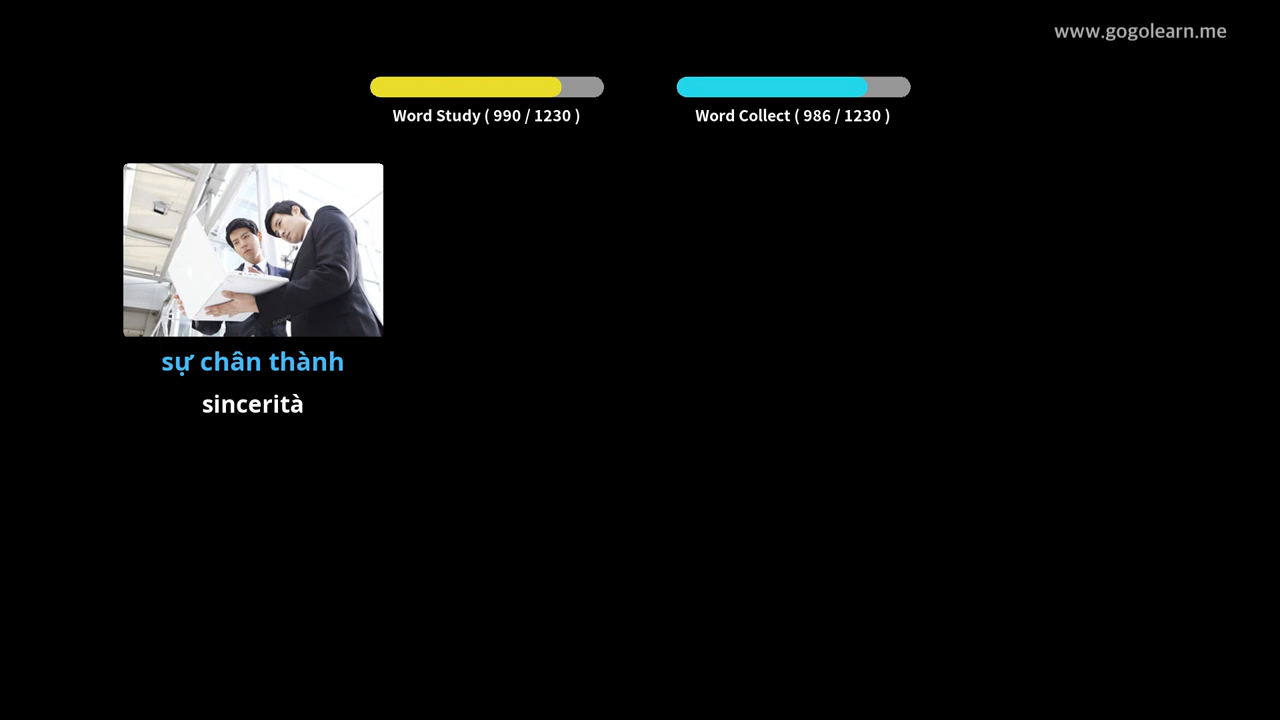 www.gogolearn.me
Word Study ( 990 / 1230 )
Word Collect ( 986 / 1230 )
sự chân thành
sincerità